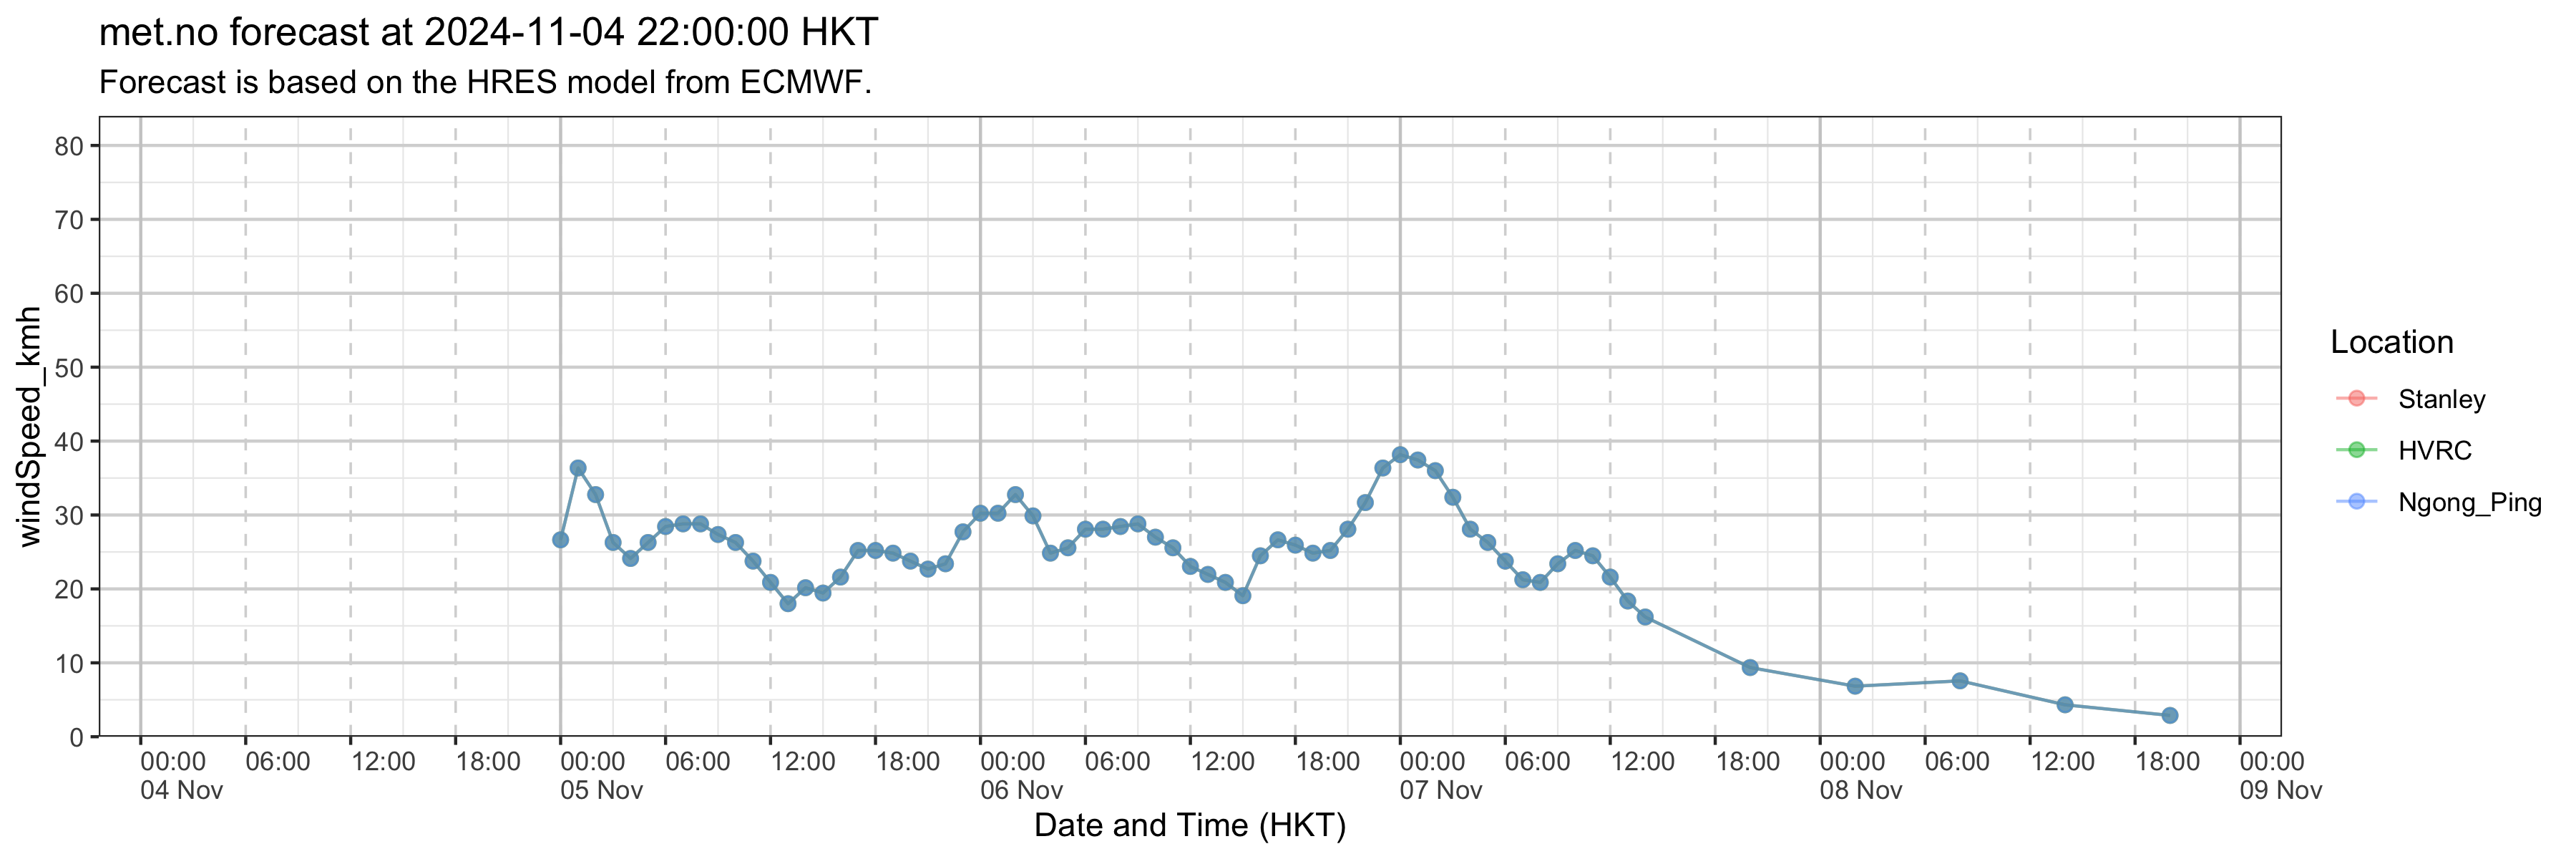 met.no forecast at 2024-11-04 22:00:00 HKT
Forecast is based on the HRES model from ECMWF.
windSpeed_kmh
80
70
60
50
40
30
20
10
0
00:00 06:00 12:00 18:00 00:00 06:00 12:00 18:00 00:00 06:00 12:00 18:00 00:00 06:00 12:00 18:00 00:00 06:00 12:00 18:00 00:00
04 Nov 05 Nov 06 Nov 07 Nov 08 Nov 09 Nov
Date and Time (HKT)
Location
Stanley
HVRC
Ngong_Ping